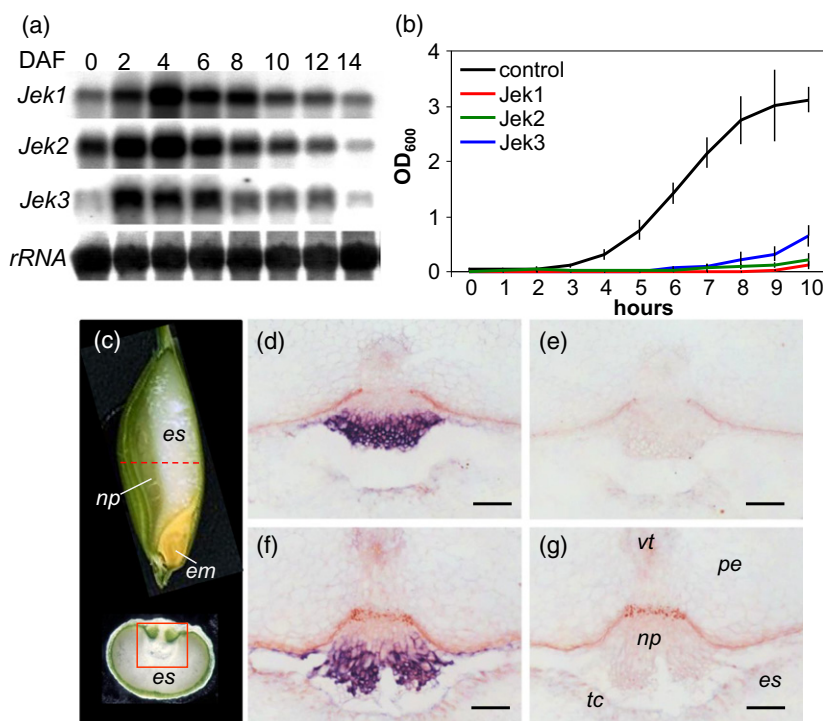 (a)
DAF 0 2 4 6 8 10 12 14
Jek1
Jek2
Jek3
rRNA
(b)
4
3
2
1
0
OD600
control
Jek1
Jek2
Jek3
0 1 2 3 4 5 6 7 8 9 10
hours
(c)
es
np
em
es
(d)
(e)
(f)
(g)
vt
pe
np
tc
es